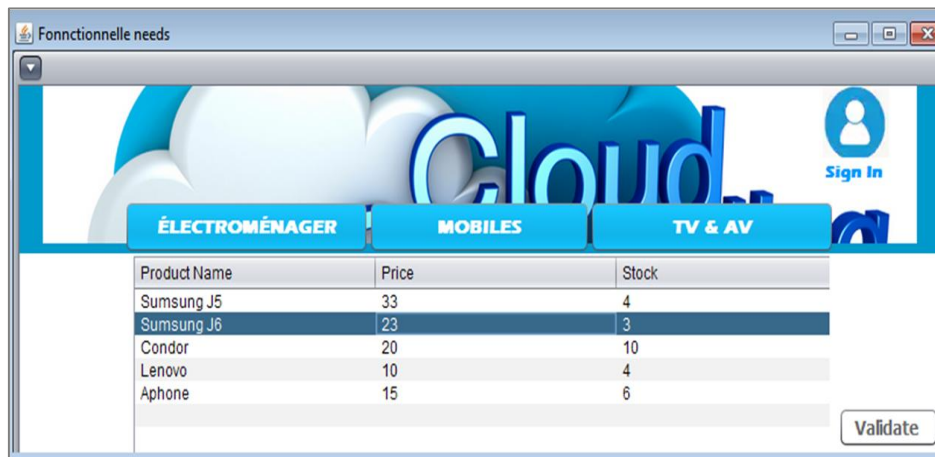 Fonnctionnelle needs
Cloud
Sign In
ÉLECTROMÉNAGER MOBILES TV & AV
Product Name Price Stock
Sumsung J5 33 4
Sumsung J6 23 3
Condor 20 10
Lenovo 10 4
Aphone 15 6
Validate